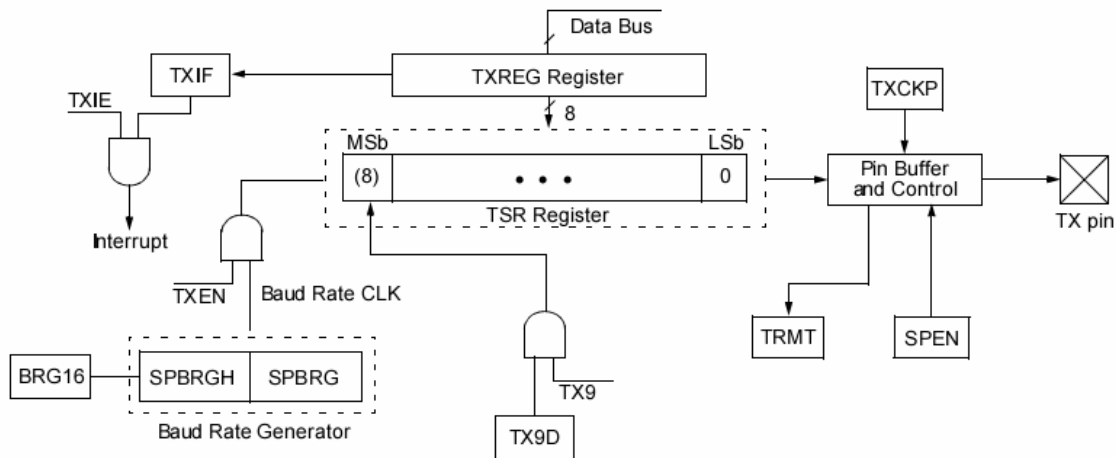 Data Bus
TXIF
TXREG Register
TXCKP
TXIE
8
MSb
LSb
(8)
• • •
0
Pin Buffer
and Control
TSR Register
TX pin
Interrupt
TXEN
Baud Rate CLK
TRMT
SPEN
BRG16
SPBRGH
SPBRG
TX9
Baud Rate Generator
TX9D